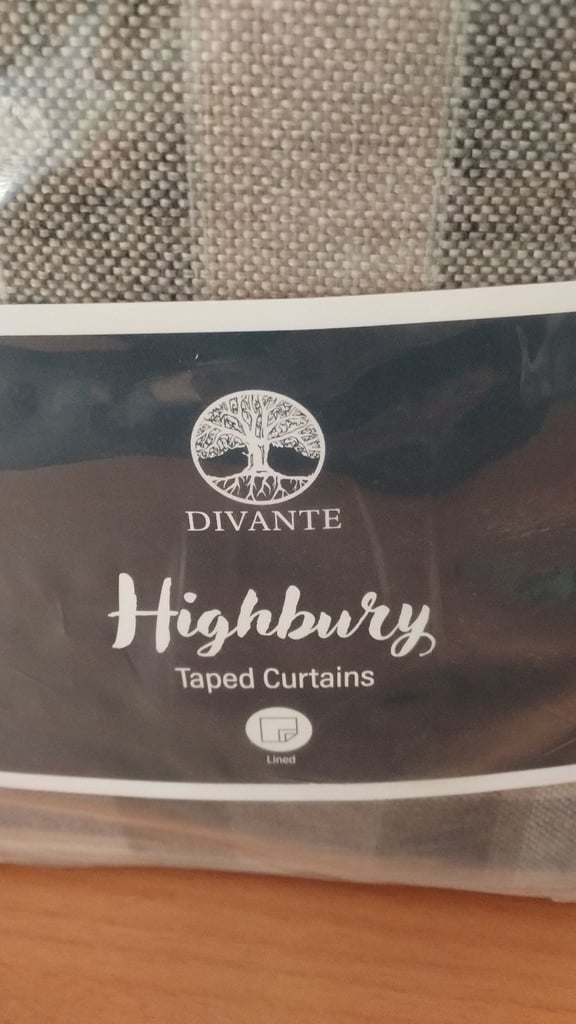 DIVANTE
Highbury
Taped Curtains
Lined